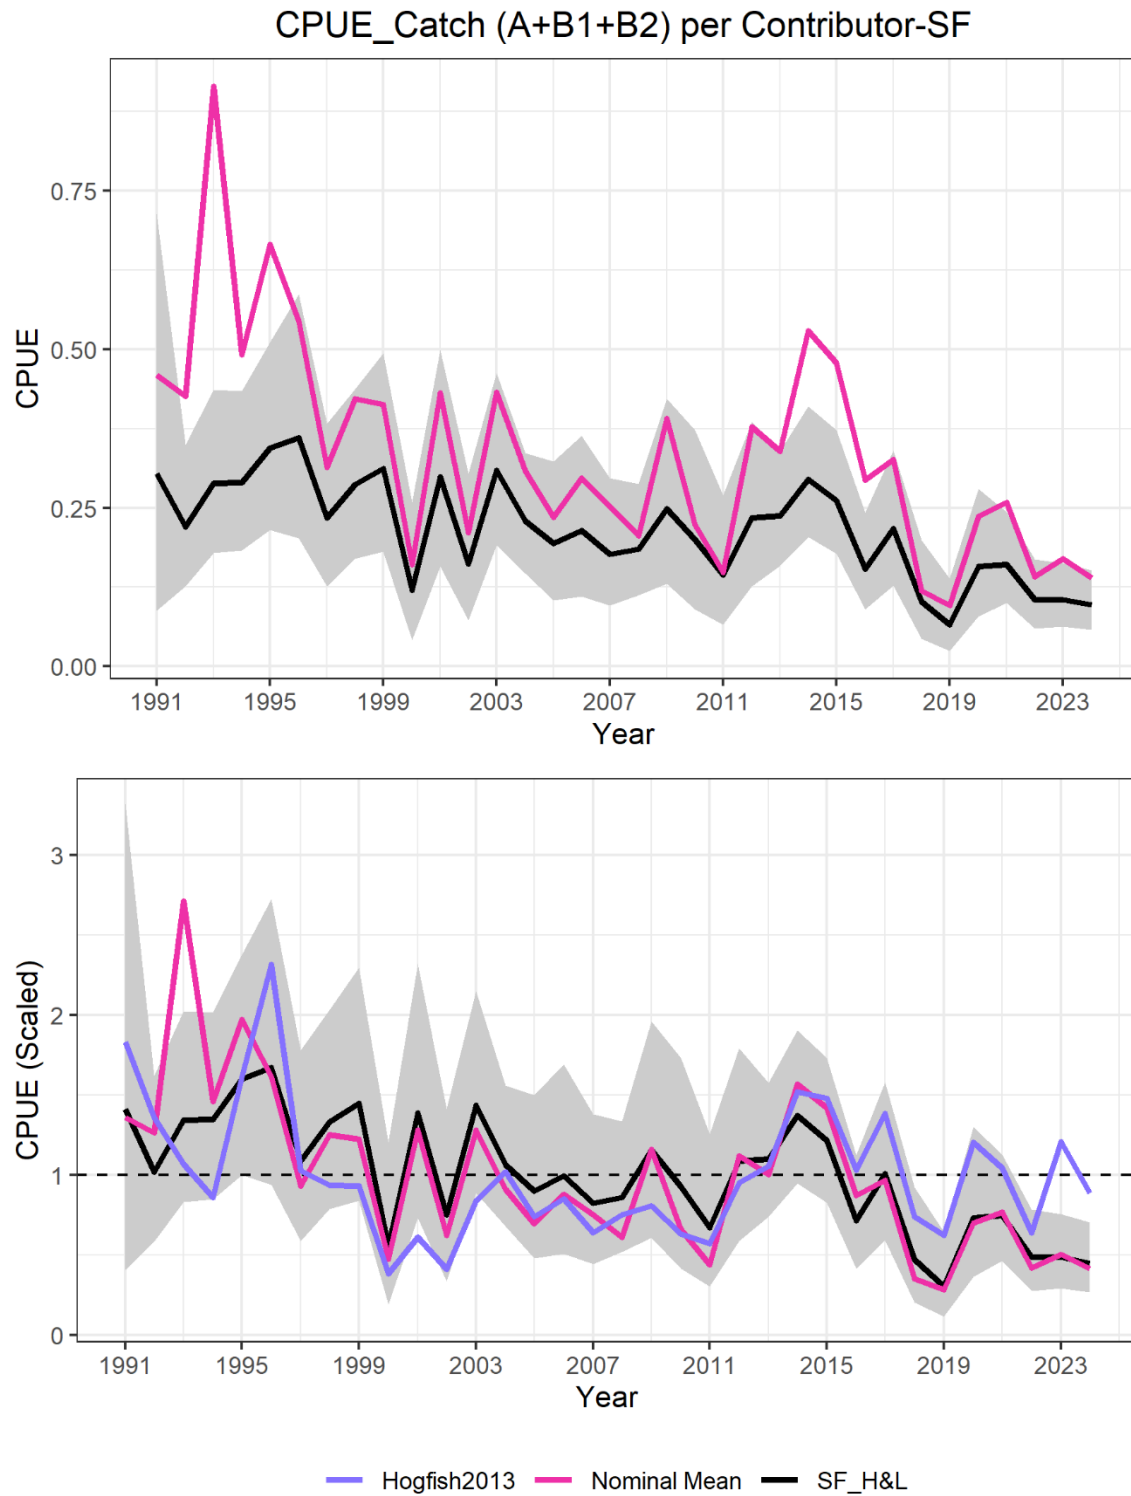 CPUE_Catch (A+B1+B2) per Contributor-SF
CPUE
0.75
0.50
0.25
0.00
1991 1995 1999 2003 2007 2011 2015 2019 2023
Year
CPUE (Scaled)
3
2
1
0
1991 1995 1999 2003 2007 2011 2015 2019 2023
Year
Hogfish2013 Nominal Mean SF_H&L